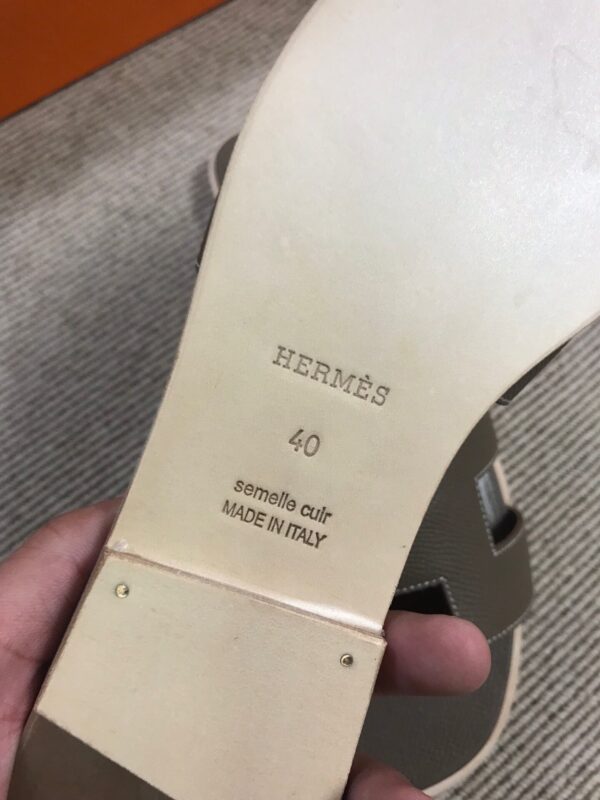 HERMÈS
40
semelle cuir
MADE IN ITALY